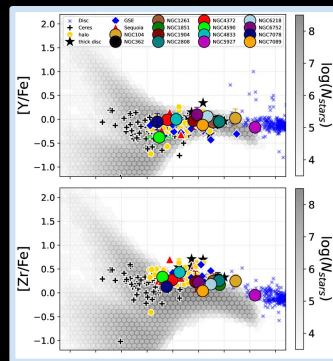 Disc
Ceres
halo
thick disc
GSE
Sequoia
NGC104
NGC362
NGC1261
NGC1851
NGC1904
NGC2808
NGC4372
NGC4590
NGC4833
NGC5927
NGC6218
NGC6752
NGC7078
NGC7089
[Y/Fe]
2.0
1.5
1.0
0.5
0.0
−0.5
−1.0
8
7
6
5
4
log(Nstars)
[Zr/Fe]
2.0
1.5
1.0
0.5
0.0
−0.5
−1.0
8
7
6
5
4
log(Nstars)